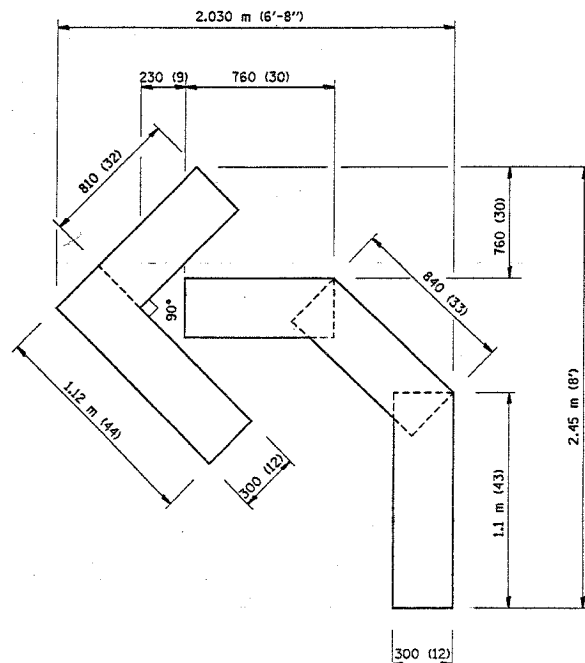 2.030 m (6'-8")
230 (9)
760 (30)
810 (32)
760 (30)
840 (33)
90°
2.45 m (8')
1.12 m (44)
300 (12)
1.1 m (43)
300 (12)